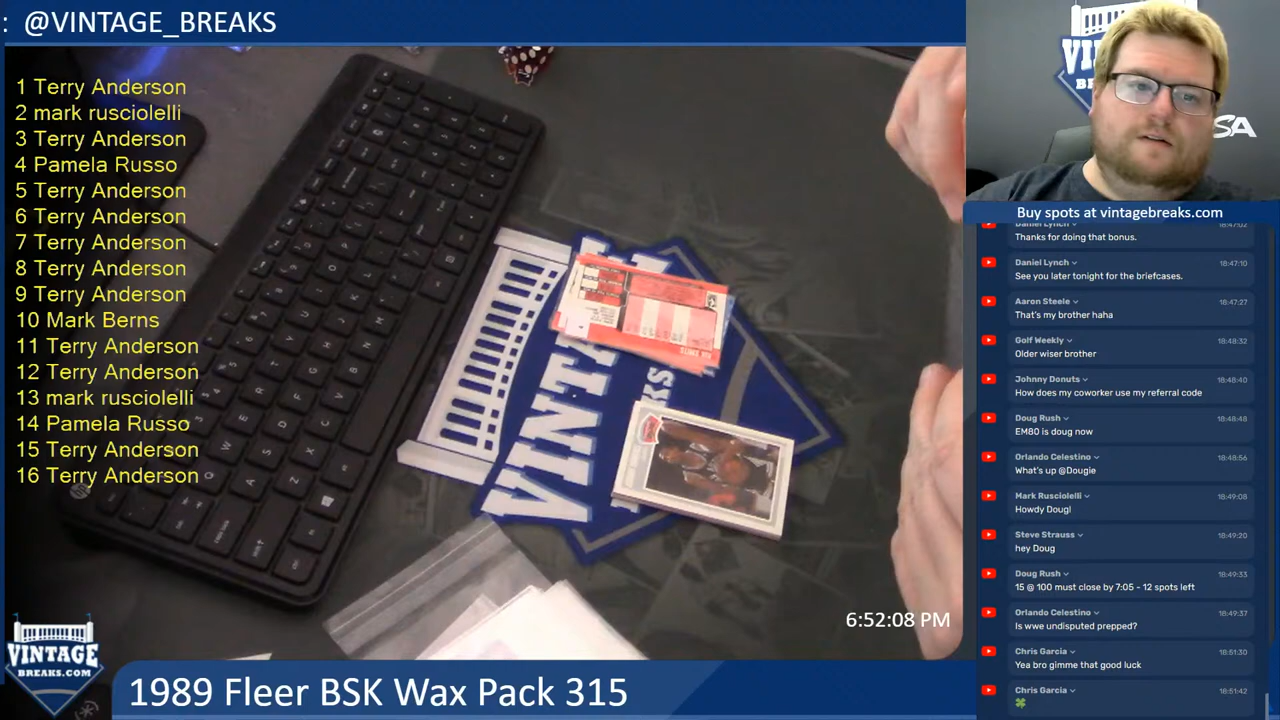 : @VINTAGE_BREAKS
1 Terry Anderson
2 mark rusciolelli
3 Terry Anderson
4 Pamela Russo
5 Terry Anderson
6 Terry Anderson
7 Terry Anderson
8 Terry Anderson
9 Terry Anderson
10 Mark Berns
11 Terry Anderson
12 Terry Anderson
13 mark rusciolelli
14 Pamela Russo
15 Terry Anderson
16 Terry Anderson
6:52:08 PM
VINTAGE
BREAKS.COM
1989 Fleer BSK Wax Pack 315
Buy spots at vintagebreaks.com
Daniel Lynch 18:47:02
Thanks for doing that bonus.
Daniel Lynch 18:47:10
See you later tonight for the briefcases.
Aaron Steele 18:47:27
That's my brother haha
Golf Weekly 18:48:32
Older wiser brother
Johnny Donuts 18:48:40
How does my coworker use my referral code
Doug Rush 18:48:48
EM80 is doug now
Orlando Celestino 18:48:56
What's up @Dougie
Mark Rusciolelli 18:49:08
Howdy Doug!
Steve Strauss 18:49:20
hey Doug
Doug Rush 18:49:33
15 @ 100 must close by 7:05 - 12 spots left
Orlando Celestino 18:49:37
Is wwe undisputed prepped?
Chris Garcia 18:51:30
Yea bro gimme that good luck
Chris Garcia 18:51:42
🍀